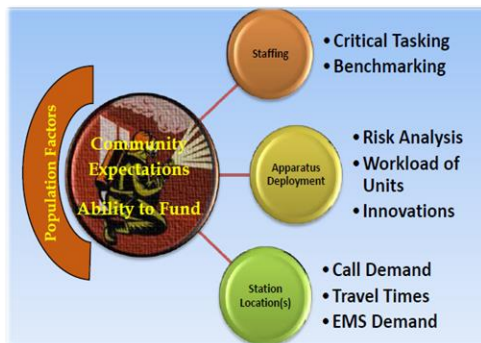 Population Factors
Community
Expectations
Ability to Fund
Staffing
• Critical Tasking
• Benchmarking
Apparatus
Deployment
• Risk Analysis
• Workload of
Units
• Innovations
Station
Location(s)
• Call Demand
• Travel Times
• EMS Demand